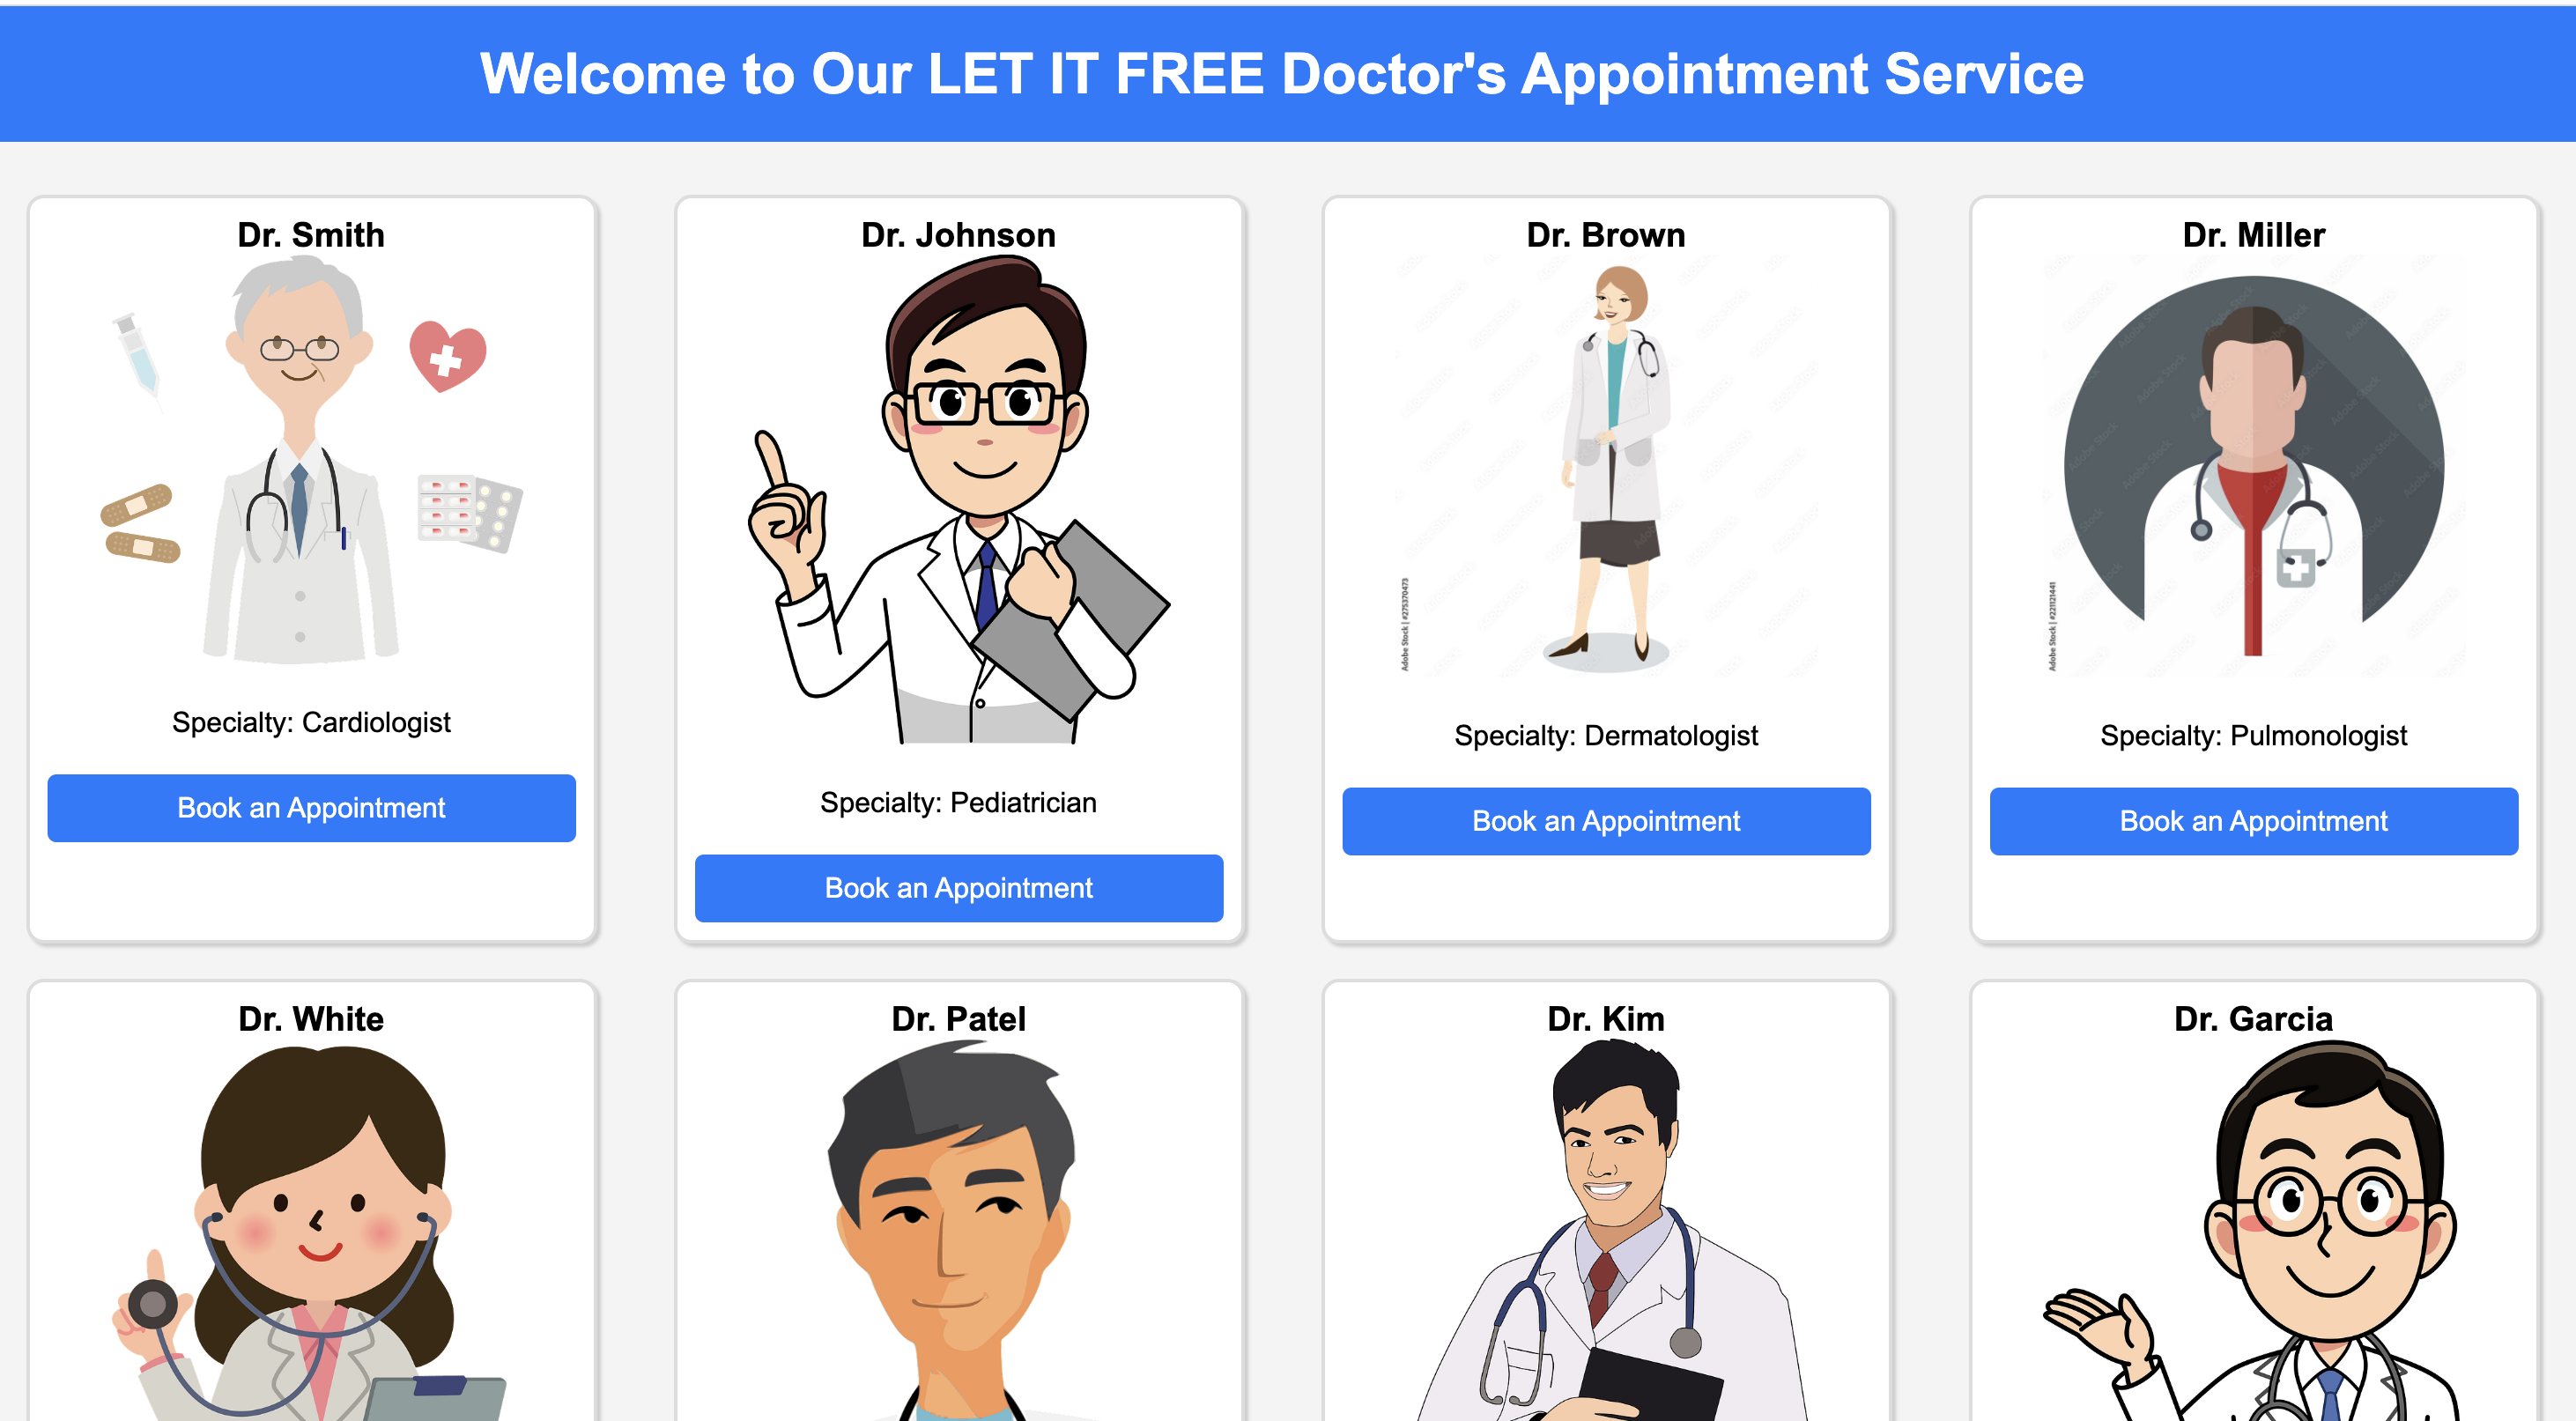 Welcome to Our LET IT FREE Doctor's Appointment Service
Dr. Smith
Dr. Johnson
Dr. Brown
Dr. Miller
Adobe Stock | #275370473
Adobe Stock
Specialty: Cardiologist
Specialty: Pediatrician
Specialty: Dermatologist
Specialty: Pulmonologist
Book an Appointment
Book an Appointment
Book an Appointment
Book an Appointment
Dr. White
Dr. Patel
Dr. Kim
Dr. Garcia